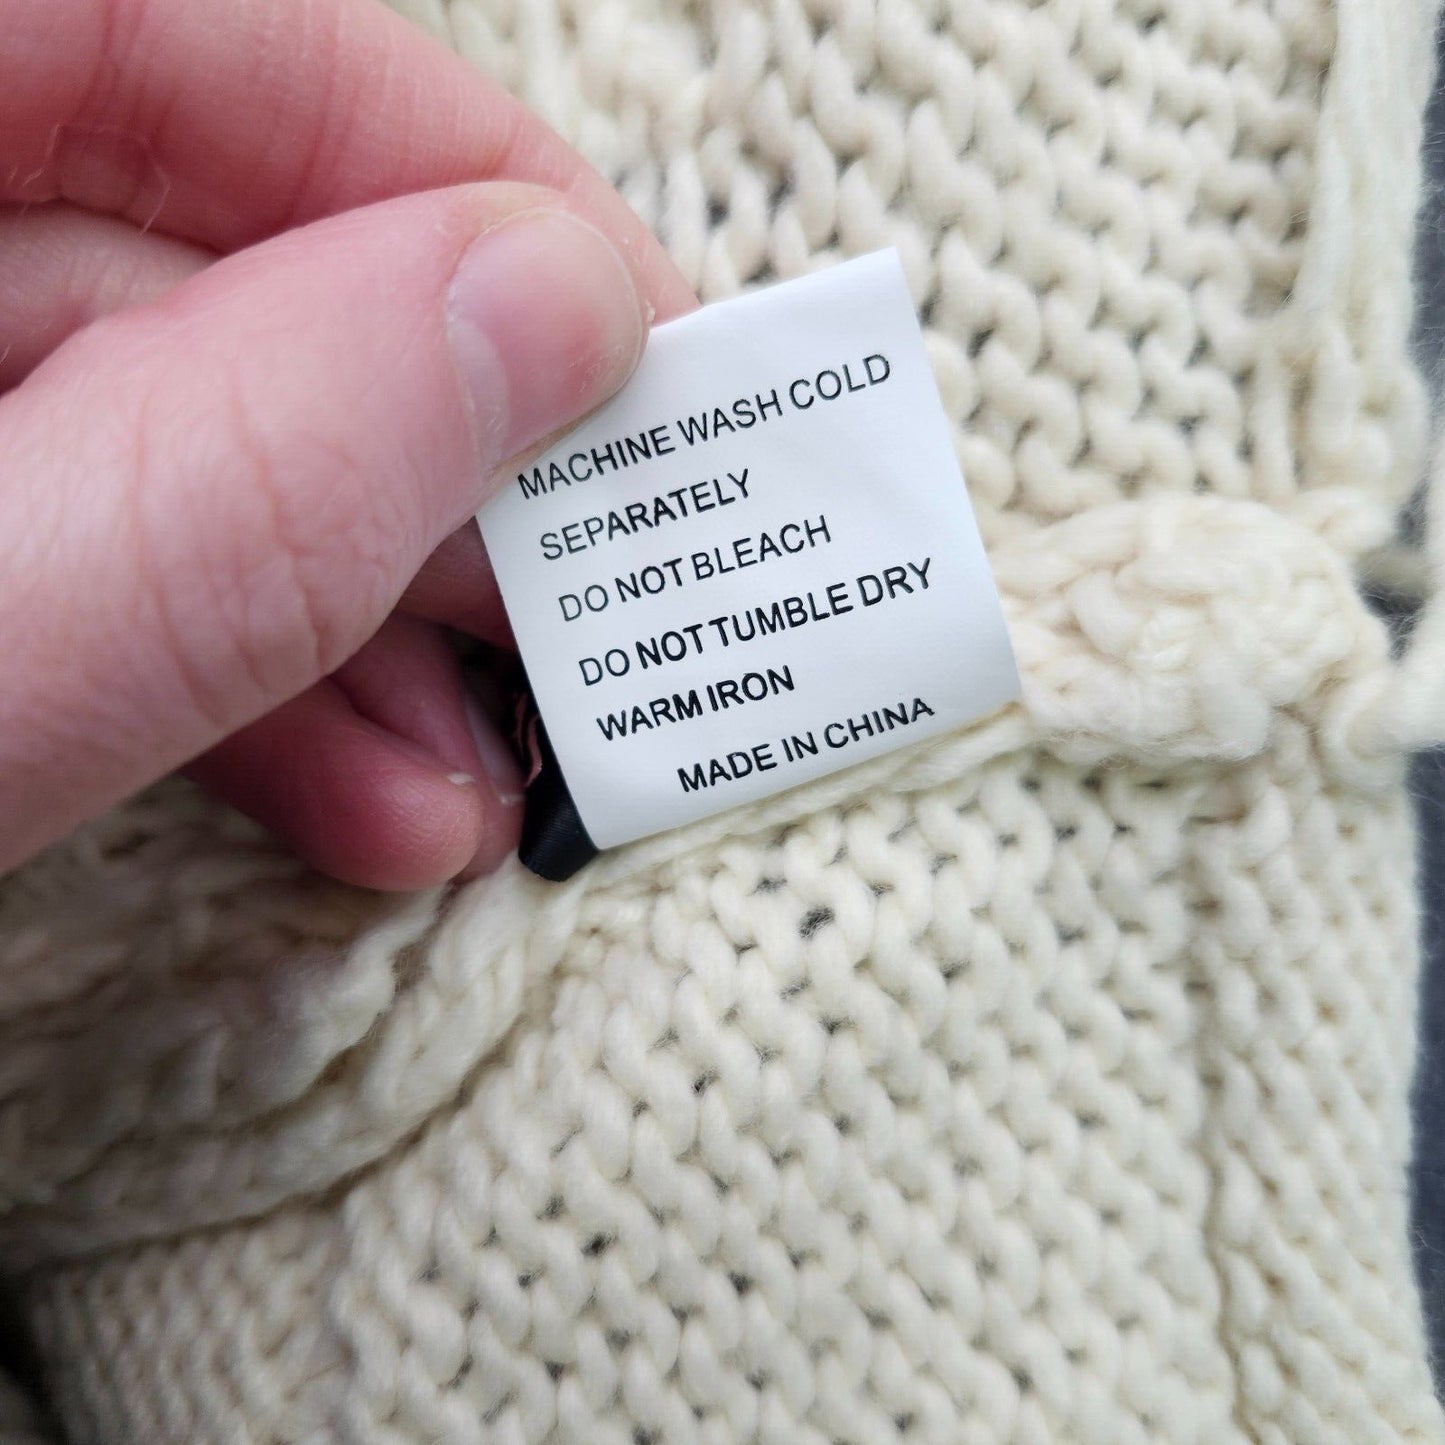 MACHINE WASH COLD
SEPARATELY
DO NOT BLEACH
DO NOT TUMBLE DRY
WARM IRON
MADE IN CHINA